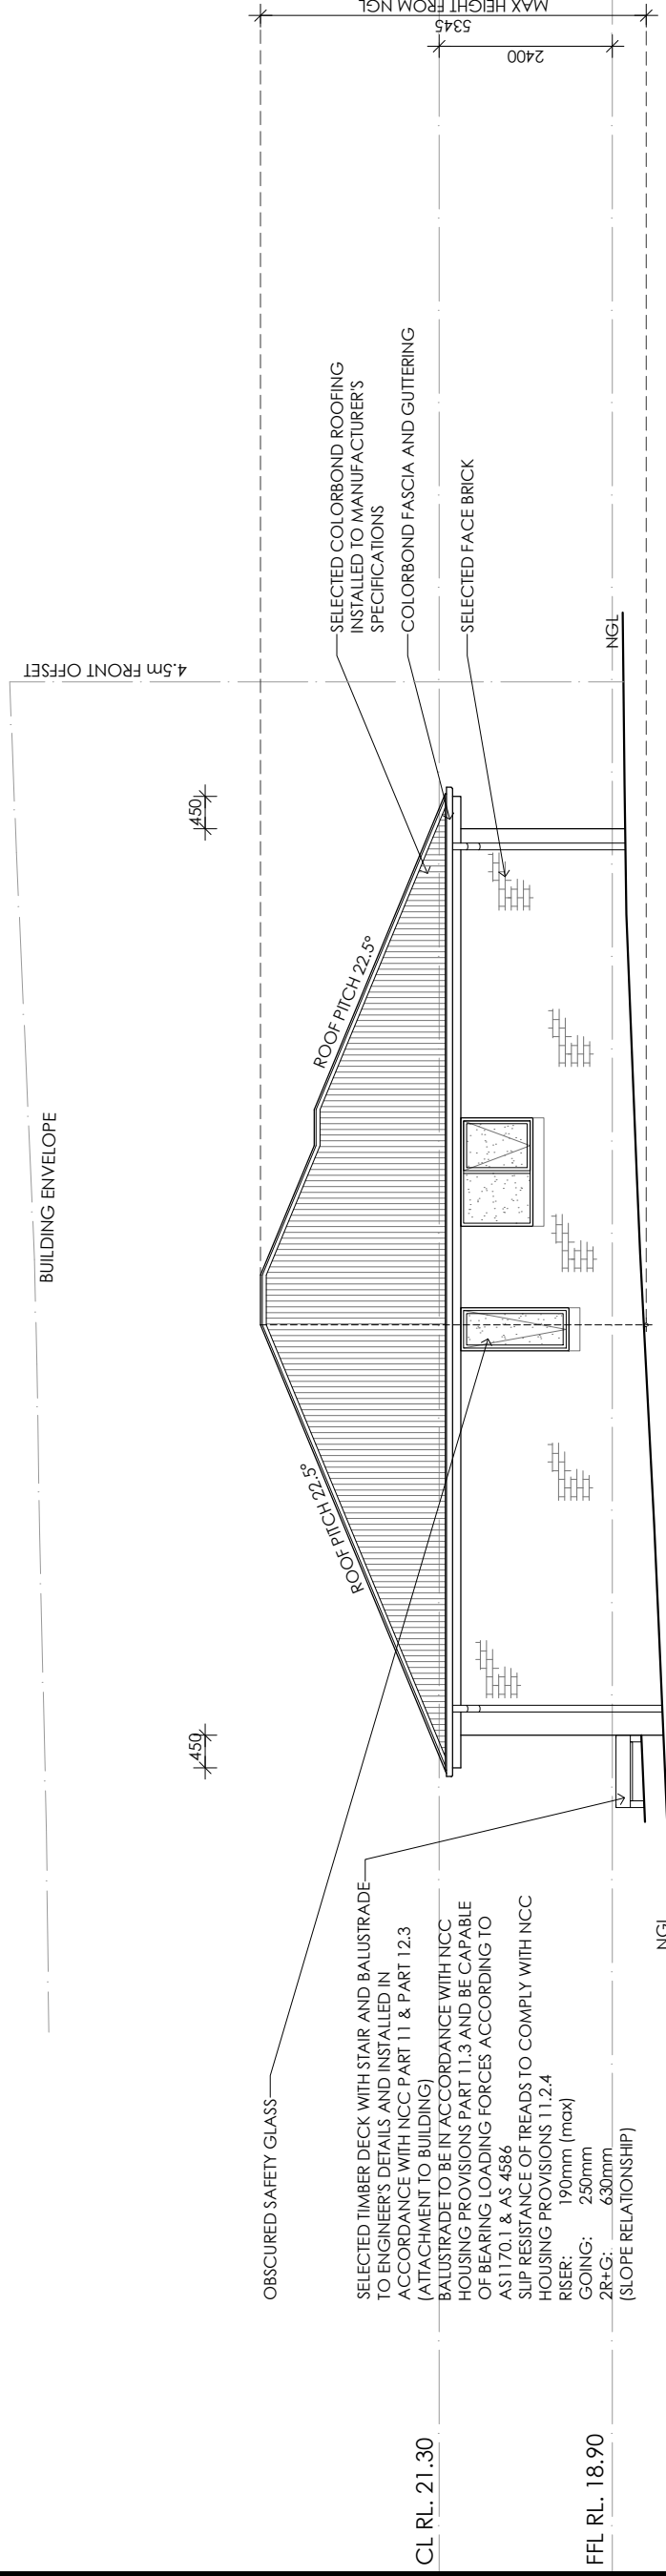 BUILDING ENVELOPE
4.5m FRONT OFFSET
MAX HEIGHT FROM NGL
5345
2400
450
450
ROOF PITCH 22.5°
ROOF PITCH 22.5°
SELECTED COLORBOND ROOFING
INSTALLED TO MANUFACTURER'S
SPECIFICATIONS
COLORBOND FASCIA AND GUTTERING
SELECTED FACE BRICK
NGL
OBSCURED SAFETY GLASS
SELECTED TIMBER DECK WITH STAIR AND BALUSTRADE
TO ENGINEER'S DETAILS AND INSTALLED IN
ACCORDANCE WITH NCC PART 11 & PART 12.3
(ATTACHMENT TO BUILDING)
BALUSTRADE TO BE IN ACCORDANCE WITH NCC
HOUSING PROVISIONS PART 11.3 AND BE CAPABLE
OF BEARING LOADING FORCES ACCORDING TO
AS1170.1 & AS 4586
SLIP RESISTANCE OF TREADS TO COMPLY WITH NCC
HOUSING PROVISIONS 11.2.4
RISER: 190mm (max)
GOING: 250mm
2R+G: 630mm
(SLOPE RELATIONSHIP)
NGL
CL RL. 21.30
FFL RL. 18.90